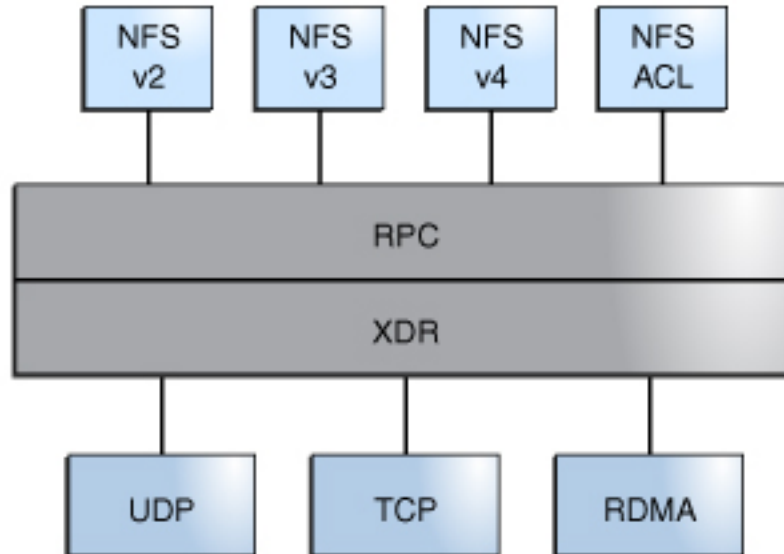 NFS
v2
NFS
v3
NFS
v4
NFS
ACL
RPC
XDR
UDP
TCP
RDMA